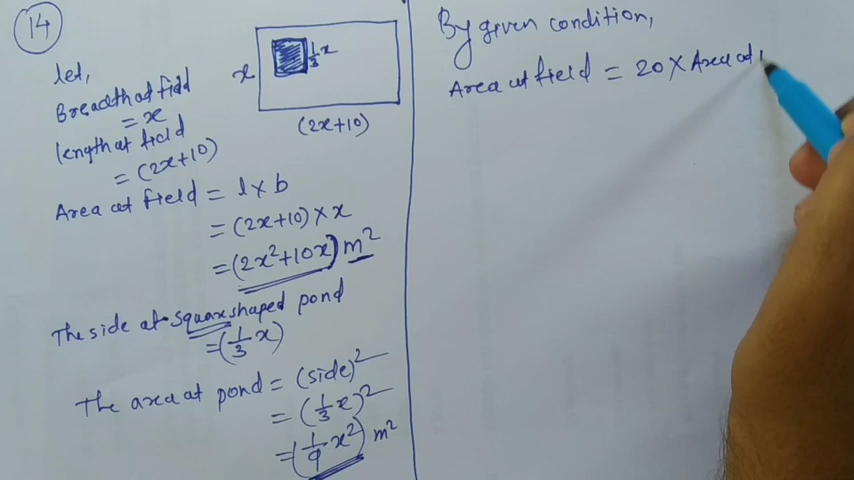 14
let,
Breadth of field
= x
length of field
= (2x+10)
x
1/3 x
(2x+10)
Area of field = l × b
= (2x+10) × x
= (2x²+10x) m²
The side of square shaped pond
= (1/3 x)
The area of pond = (side)²
= (1/3 x)²
= (1/9 x²) m²
By given condition,
Area of field = 20 × Area of